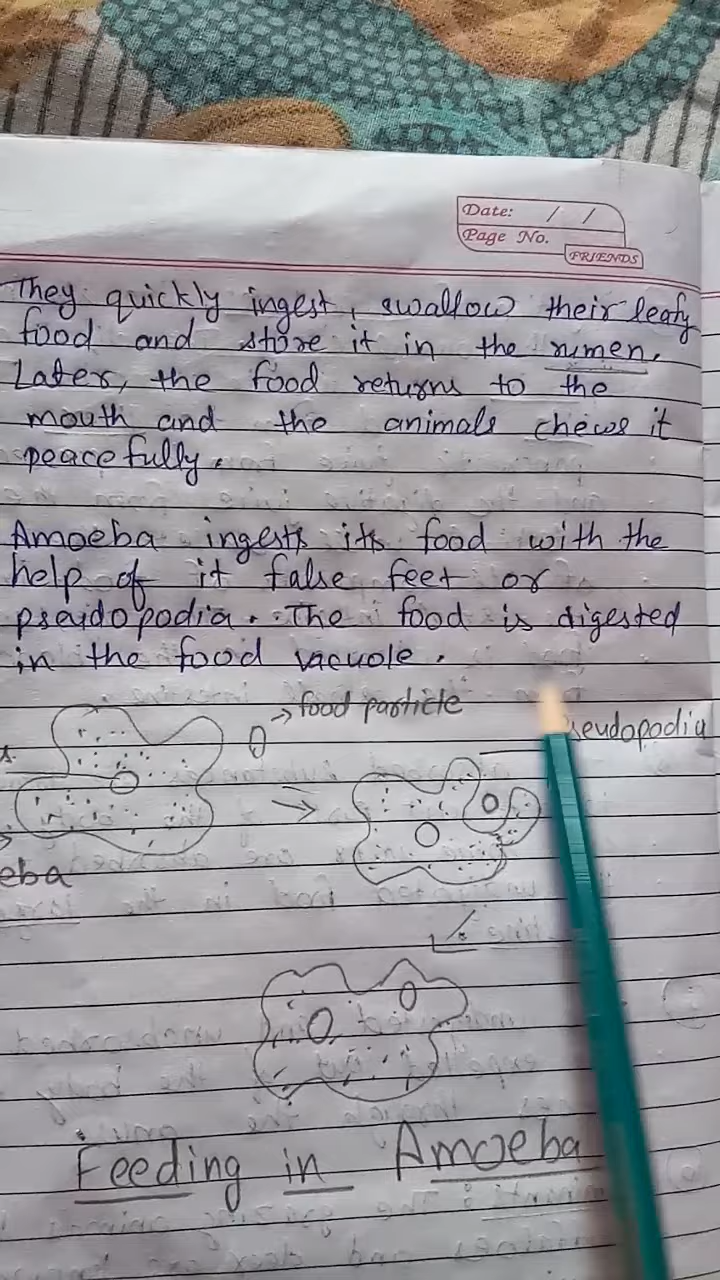 Date: / /
Page No.
FRIENDS
They quickly ingest, swallow their leafy
food and store it in the rumen.
Later, the food returns to the
mouth and the animals chews it
peacefully.
Amoeba ingests its food with the
help of it false feet or
pseudopodia. The food is digested
in the food vacuole.
→ food particle
seudopodia
eba
Feeding in Amoeba